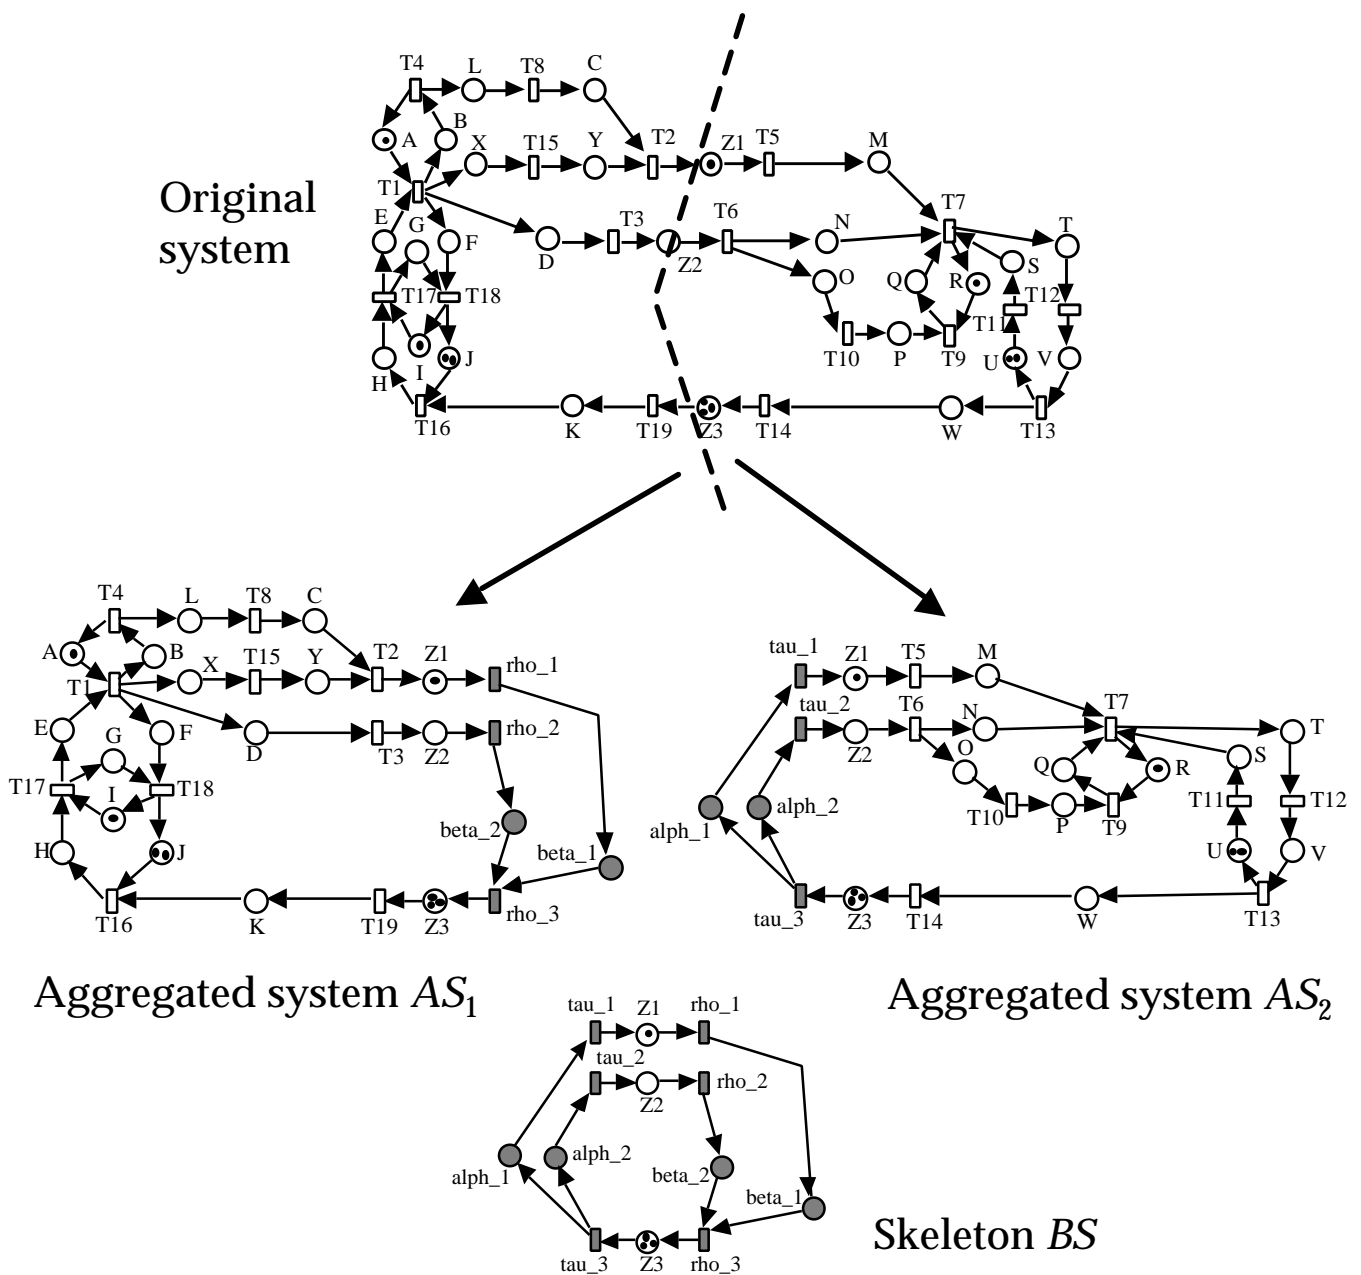 T4 L T8 C
A B X T15 Y T2 Z1 T5 M
Original
system
T1 E G F D T3 Z2 T6 N T7 T
O Q R S
T17 T18 T11 T12
H I J T10 P T9 U V
T16 K T19 Z3 T14 W T13
T4 L T8 C
A B X T15 Y T2 Z1 rho_1
T1 E G F D T3 Z2 rho_2
T17 I T18
beta_2
H J beta_1
T16 K T19 Z3 rho_3
Aggregated system AS1
tau_1 Z1 T5 M
tau_2 Z2 T6 N T7 T
O Q R S
alph_1 alph_2 T10 P T9 T11 T12
U V
tau_3 Z3 T14 W T13
Aggregated system AS2
tau_1 Z1 rho_1
tau_2 Z2 rho_2
alph_1 alph_2 beta_2 beta_1
tau_3 Z3 rho_3
Skeleton BS